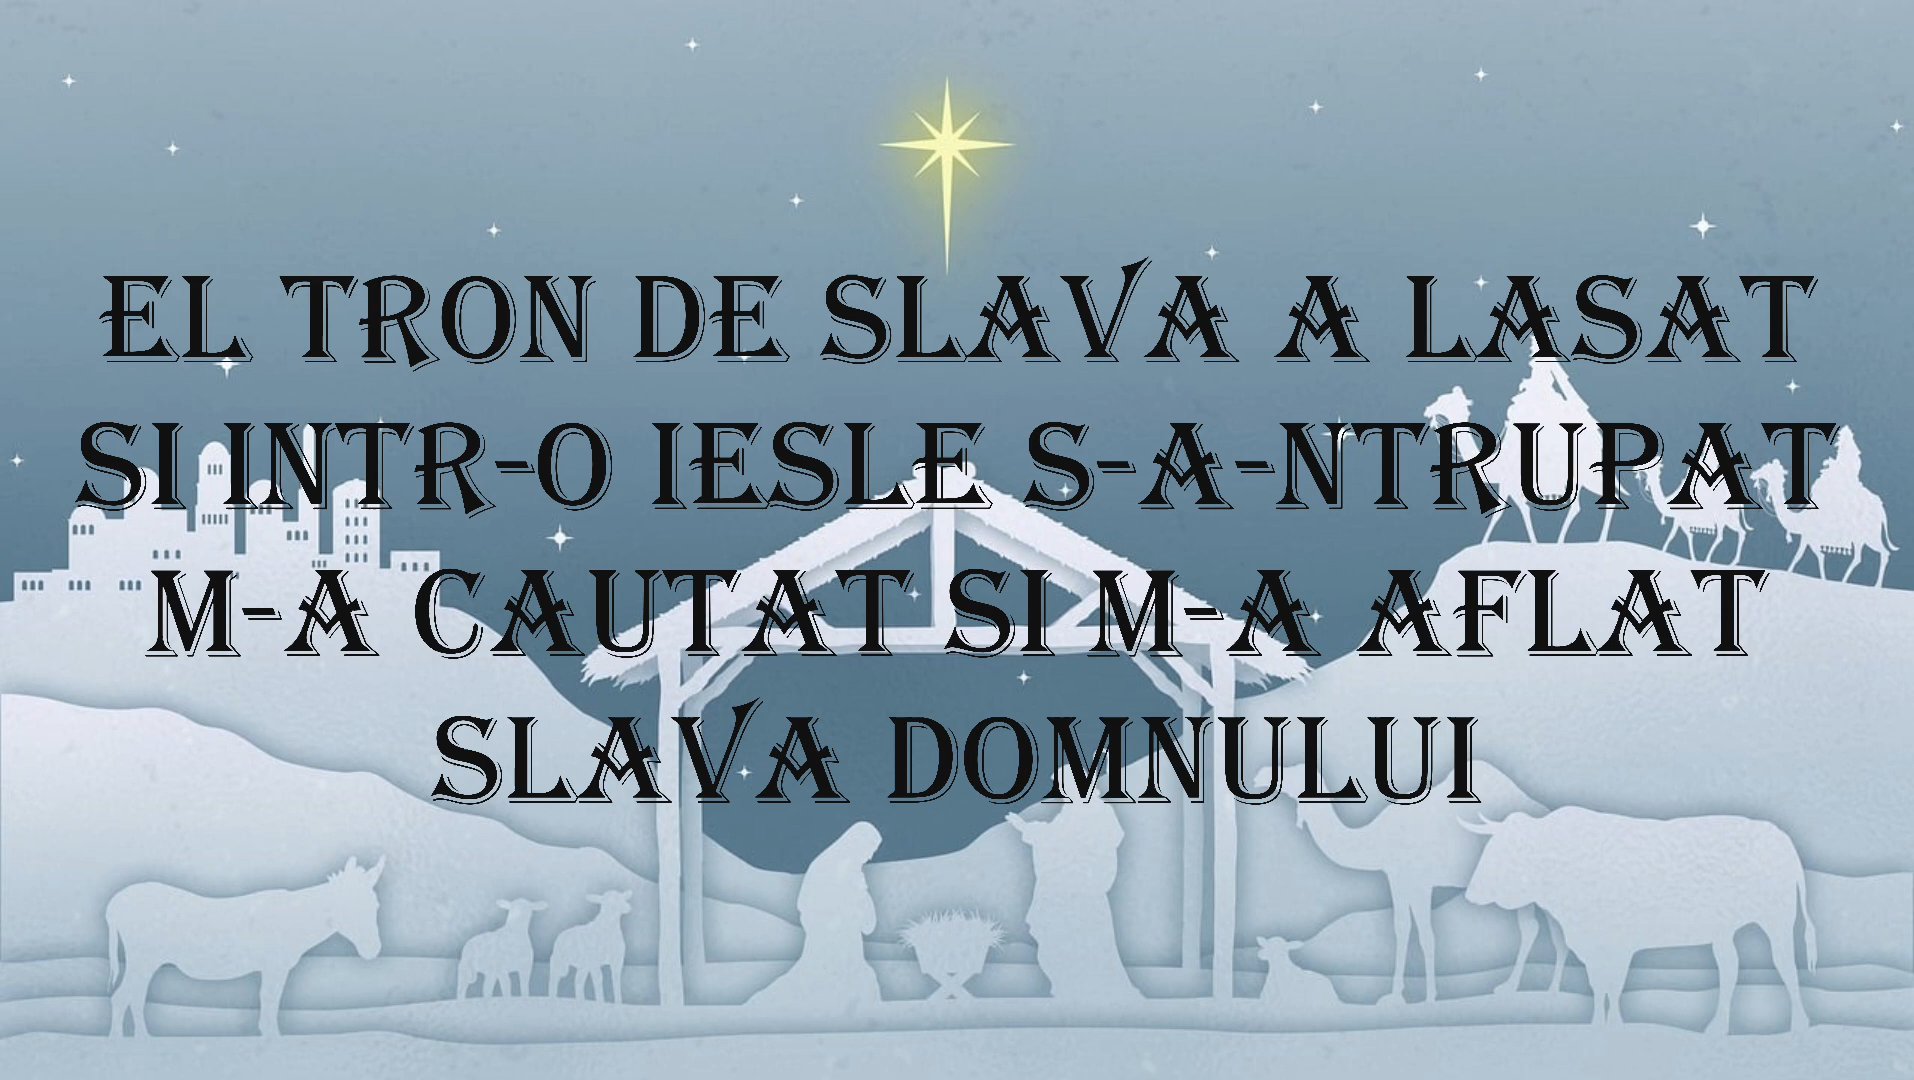 EL TRON DE SLAVA A LASAT
SI INTR-O IESLE S-A-NTRUPAT
M-A CAUTAT SI M-A AFLAT
SLAVA DOMNULUI